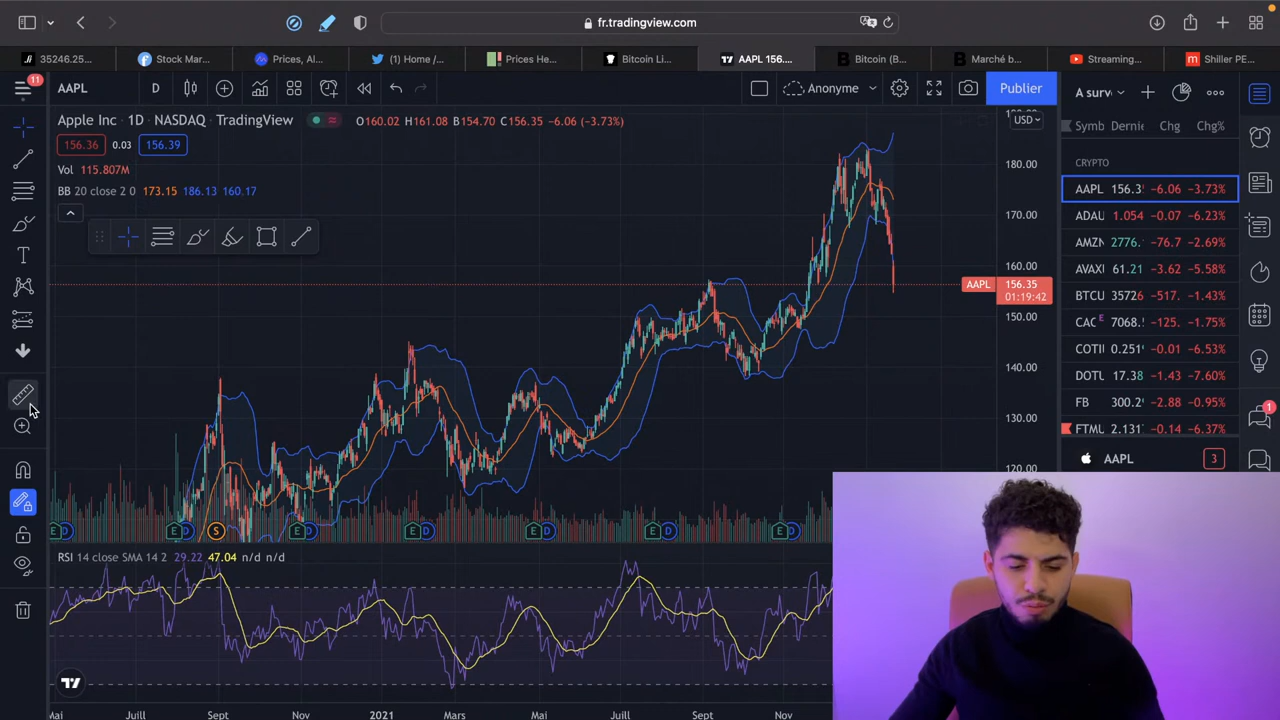 fr.tradingview.com
35246.25...
Stock Mar...
Prices, Al...
(1) Home /...
Prices He...
Bitcoin Li...
AAPL 156....
Bitcoin (B...
Marché b...
Streaming...
Shiller PE...
11
AAPL
D
Anonyme
Publier
A surv
Apple Inc · 1D · NASDAQ · TradingView
O160.02 H161.08 B154.70 C156.35 −6.06 (−3.73%)
156.36 0.03 156.39
Vol 115.807M
BB 20 close 2 0 173.15 186.13 160.17
USD
180.00
170.00
160.00
AAPL 156.35
01:19:42
150.00
140.00
130.00
120.00
Symb Dernie Chg Chg%
CRYPTO
AAPL 156.3 −6.06 −3.73%
ADAU 1.054 −0.07 −6.23%
AMZN 2776. −76.7 −2.69%
AVAX 61.21 −3.62 −5.58%
BTCU 35726 −517. −1.43%
CAC E 7068. −125. −1.75%
COTI 0.251 −0.01 −6.53%
DOTU 17.38 −1.43 −7.60%
FB 300.2 −2.88 −0.95%
FTMU 2.131 −0.14 −6.37%
1
AAPL 3
E D E D E D E D E D E D
S
RSI 14 close SMA 14 2 29.22 47.04 n/d n/d
Mai Juill Sept Nov 2021 Mars Mai Juill Sept Nov